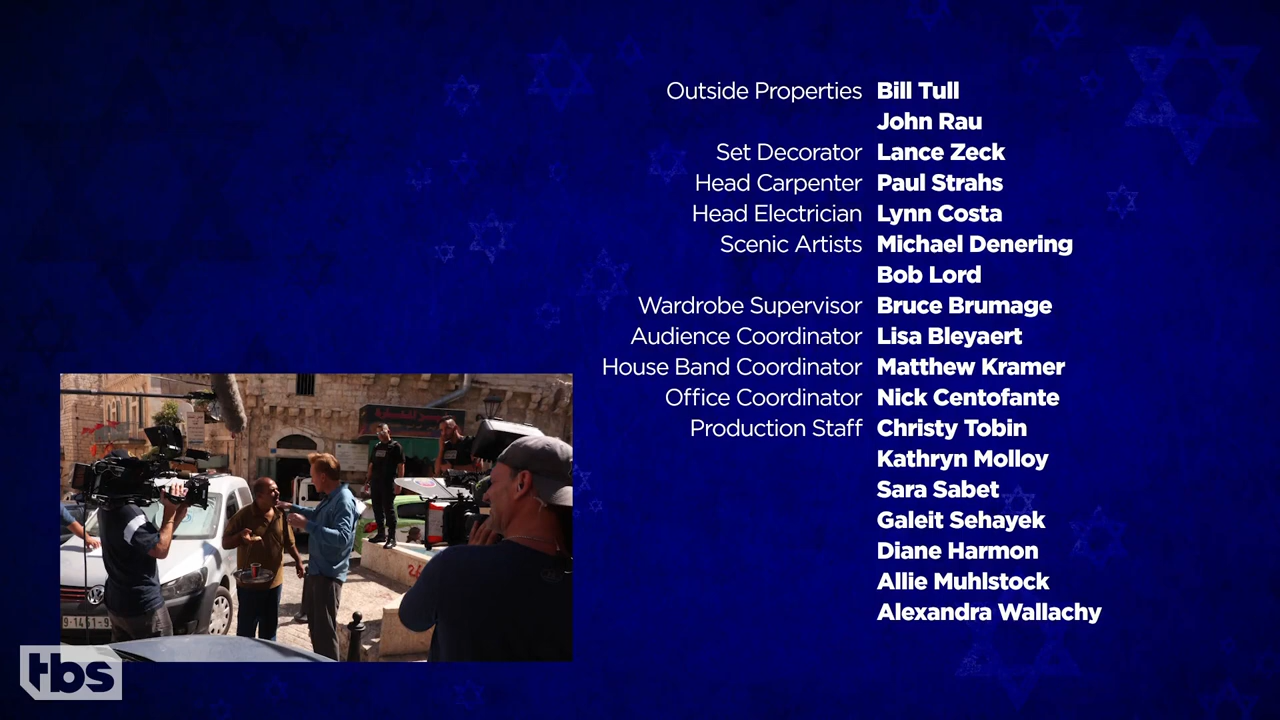 Outside Properties Bill Tull
John Rau
Set Decorator Lance Zeck
Head Carpenter Paul Strahs
Head Electrician Lynn Costa
Scenic Artists Michael Denering
Bob Lord
Wardrobe Supervisor Bruce Brumage
Audience Coordinator Lisa Bleyaert
House Band Coordinator Matthew Kramer
Office Coordinator Nick Centofante
Production Staff Christy Tobin
Kathryn Molloy
Sara Sabet
Galeit Sehayek
Diane Harmon
Allie Muhlstock
Alexandra Wallachy
tbs